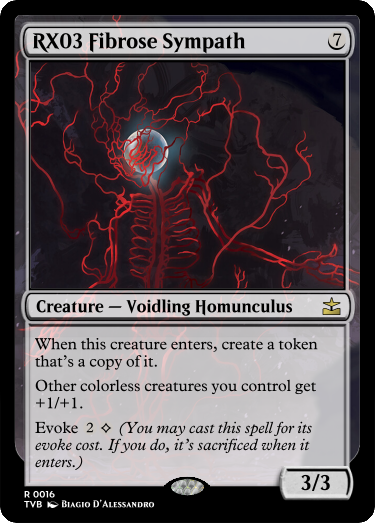 RX03 Fibrose Sympath 7
Creature — Voidling Homunculus
When this creature enters, create a token
that's a copy of it.
Other colorless creatures you control get
+1/+1.
Evoke 2 (You may cast this spell for its
evoke cost. If you do, it's sacrificed when it
enters.)
3/3
R 0016
TVB Biagio D'Alessandro